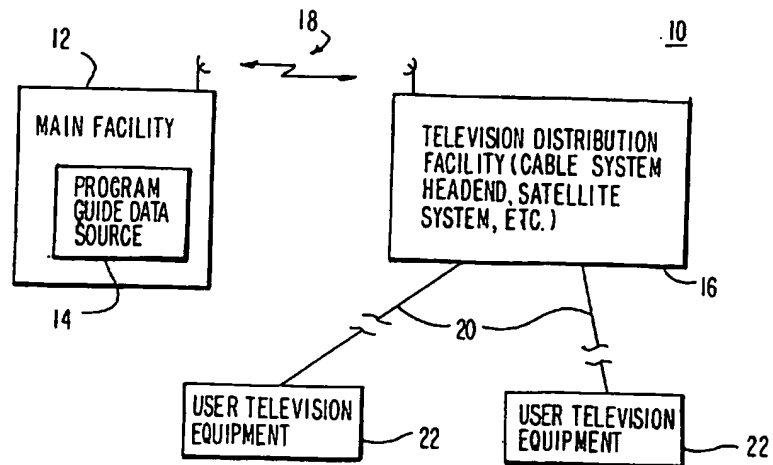 18
10
12
MAIN FACILITY
PROGRAM
GUIDE DATA
SOURCE
14
TELEVISION DISTRIBUTION
FACILITY (CABLE SYSTEM
HEADEND, SATELLITE
SYSTEM, ETC.)
16
20
USER TELEVISION
EQUIPMENT
22
USER TELEVISION
EQUIPMENT
22